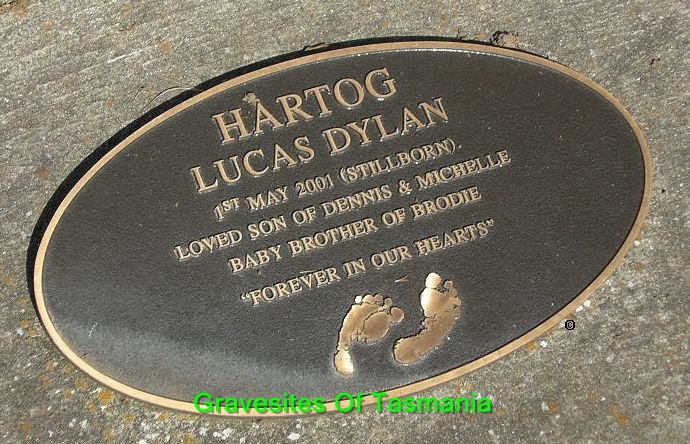 HARTOG
LUCAS DYLAN
1ST MAY 2001 (STILLBORN).
LOVED SON OF DENNIS & MICHELLE
BABY BROTHER OF BRODIE
"FOREVER IN OUR HEARTS"
©
Gravesites Of Tasmania